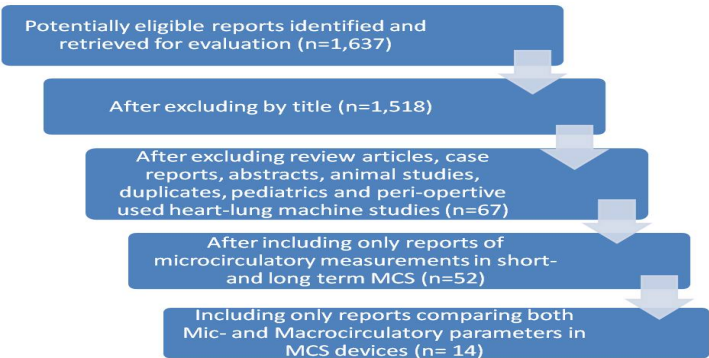 Potentially eligible reports identified and
retrieved for evaluation (n=1,637)
After excluding by title (n=1,518)
After excluding review articles, case
reports, abstracts, animal studies,
duplicates, pediatrics and peri-opertive
used heart-lung machine studies (n=67)
After including only reports of
microcirculatory measurements in short-
and long term MCS (n=52)
Including only reports comparing both
Mic- and Macrocirculatory parameters in
MCS devices (n= 14)